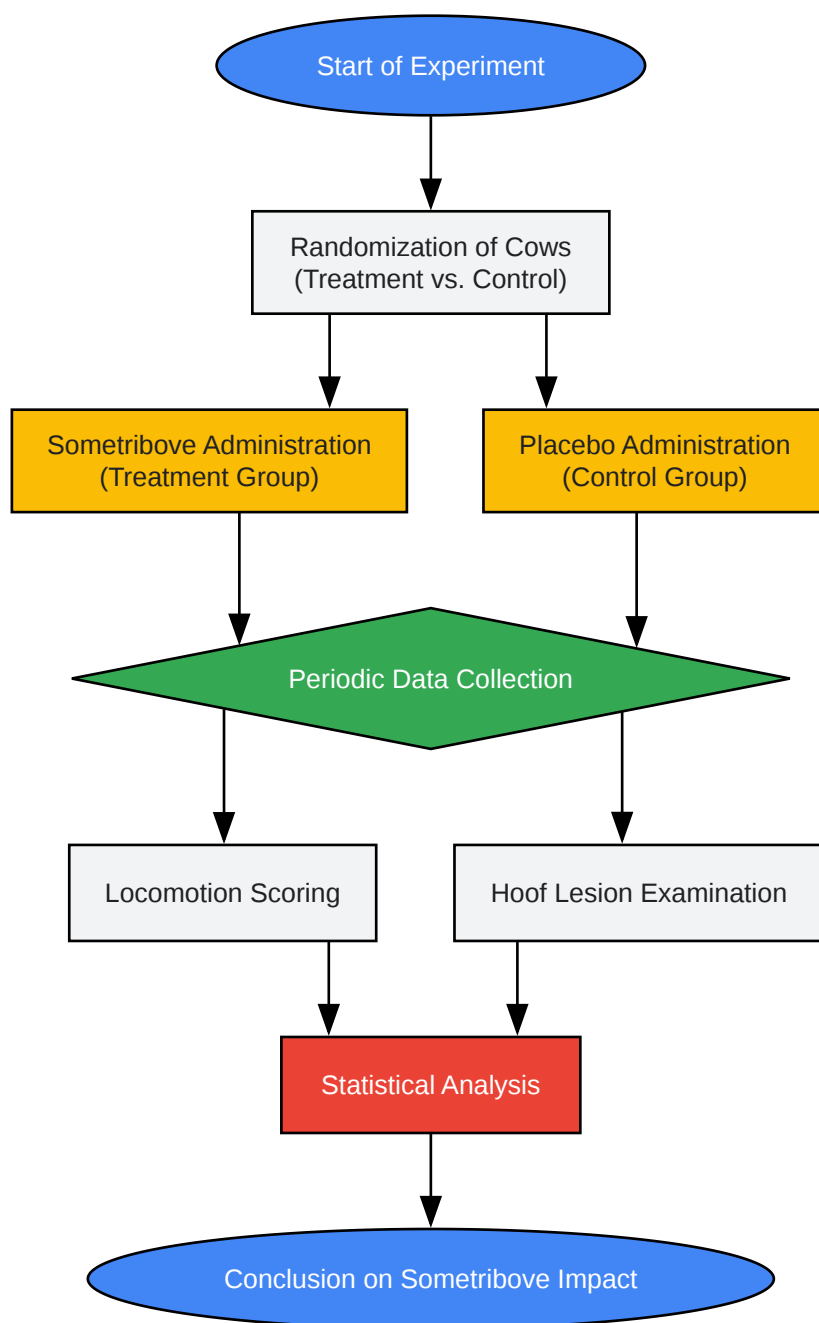 Start of Experiment
Randomization of Cows
(Treatment vs. Control)
Sometribove Administration
(Treatment Group)
Placebo Administration
(Control Group)
Periodic Data Collection
Locomotion Scoring
Hoof Lesion Examination
Statistical Analysis
Conclusion on Sometribove Impact